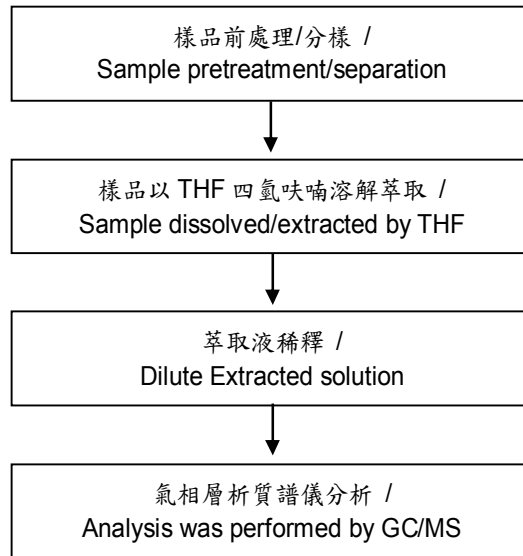 樣品前處理/分樣 /
Sample pretreatment/separation
樣品以 THF 四氫呋喃溶解萃取 /
Sample dissolved/extracted by THF
萃取液稀釋 /
Dilute Extracted solution
氣相層析質譜儀分析 /
Analysis was performed by GC/MS